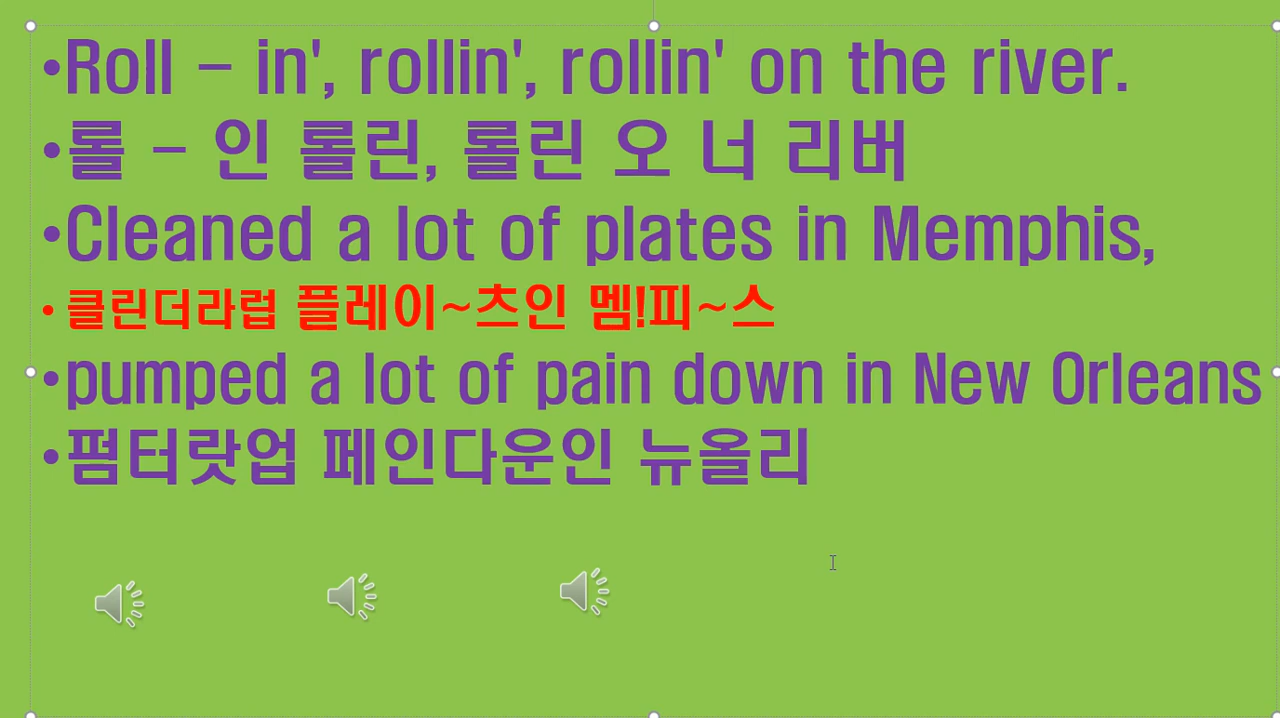 •Roll – in', rollin', rollin' on the river.
•롤 – 인 롤린, 롤린 오 너 리버
•Cleaned a lot of plates in Memphis,
•클린더라럽 플레이~츠인 멤!피~스
•pumped a lot of pain down in New Orleans
•펌터랏업 페인다운인 뉴올리